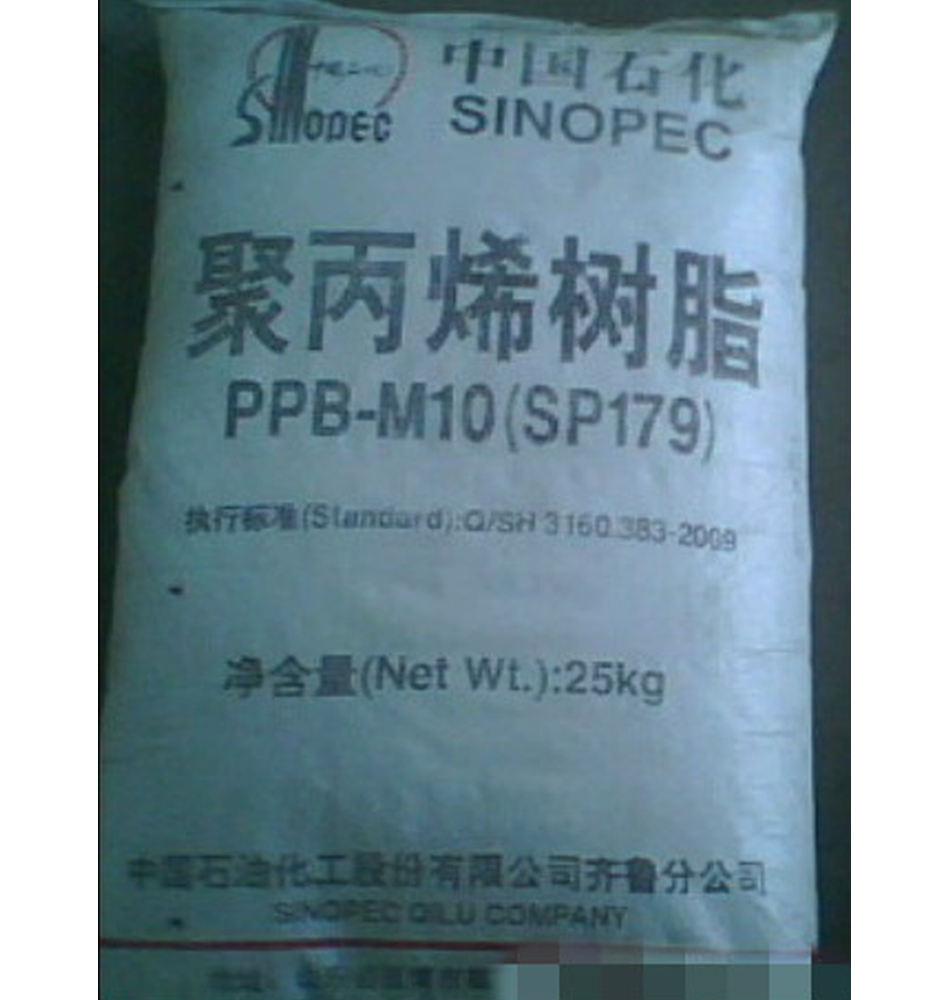 中国石化
SINOPEC
SINOPEC
聚丙烯树脂
PPB-M10(SP179)
执行标准(Standard):Q/SH 3160.383-2009
净含量(Net Wt.):25kg
中国石油化工股份有限公司齐鲁分公司
SINOPEC QILU COMPANY
地址: